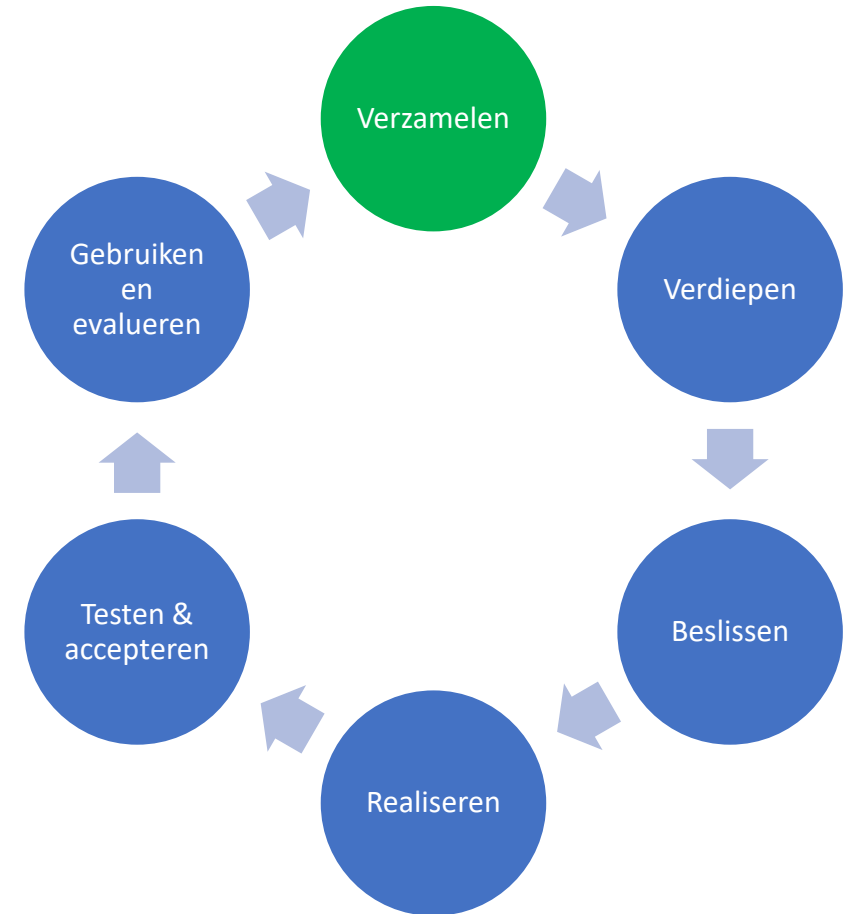 Verzamelen
Verdiepen
Beslissen
Realiseren
Testen &
accepteren
Gebruiken
en
evalueren